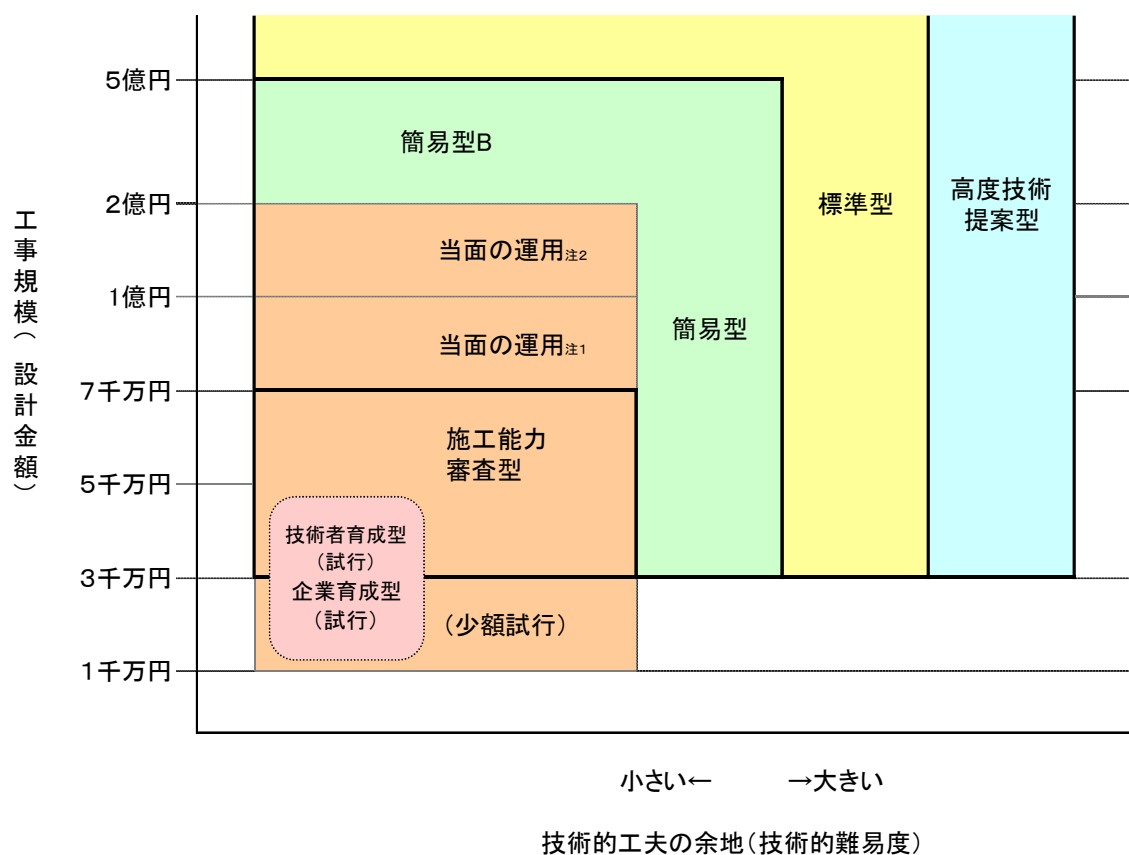 工事規模（設計金額）
5億円
2億円
1億円
7千万円
5千万円
3千万円
1千万円
簡易型B
当面の運用注2
当面の運用注1
施工能力
審査型
技術者育成型
（試行）
企業育成型
（試行）
（少額試行）
簡易型
標準型
高度技術
提案型
小さい← →大きい
技術的工夫の余地（技術的難易度）